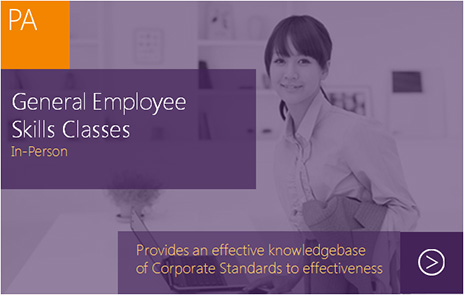 PA
General Employee
Skills Classes
In-Person
Provides an effective knowledgebase
of Corporate Standards to effectiveness